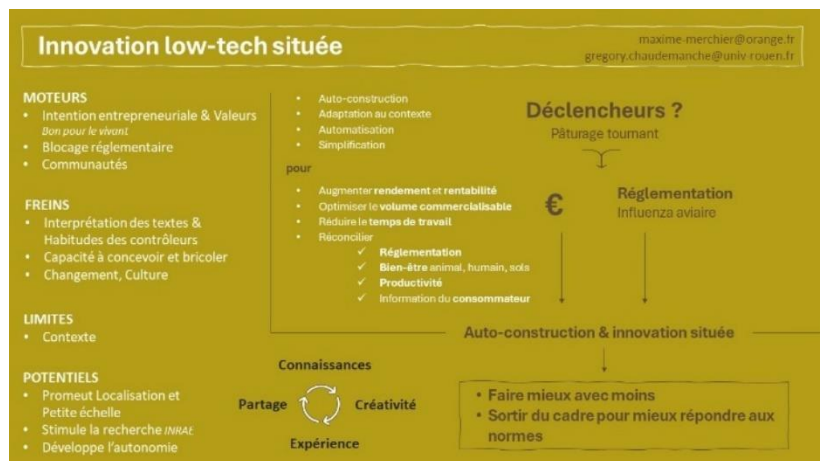 Innovation low-tech située
maxime-merchier@orange.fr
gregory.chaudemanche@univ-rouen.fr
MOTEURS
• Intention entrepreneuriale & Valeurs
Bon pour le vivant
• Blocage réglementaire
• Communautés
FREINS
• Interprétation des textes &
Habitudes des contrôleurs
• Capacité à concevoir et bricoler
• Changement, Culture
LIMITES
• Contexte
POTENTIELS
• Promeut Localisation et
Petite échelle
• Stimule la recherche INRAE
• Développe l'autonomie
• Auto-construction
• Adaptation au contexte
• Automatisation
• Simplification
pour
• Augmenter rendement et rentabilité
• Optimiser le volume commercialisable
• Réduire le temps de travail
• Réconcilier
✓ Réglementation
✓ Bien-être animal, humain, sols
✓ Productivité
✓ Information du consommateur
Connaissances
Partage
Créativité
Expérience
Déclencheurs ?
Pâturage tournant
€
Réglementation
Influenza aviaire
Auto-construction & innovation située
• Faire mieux avec moins
• Sortir du cadre pour mieux répondre aux
normes